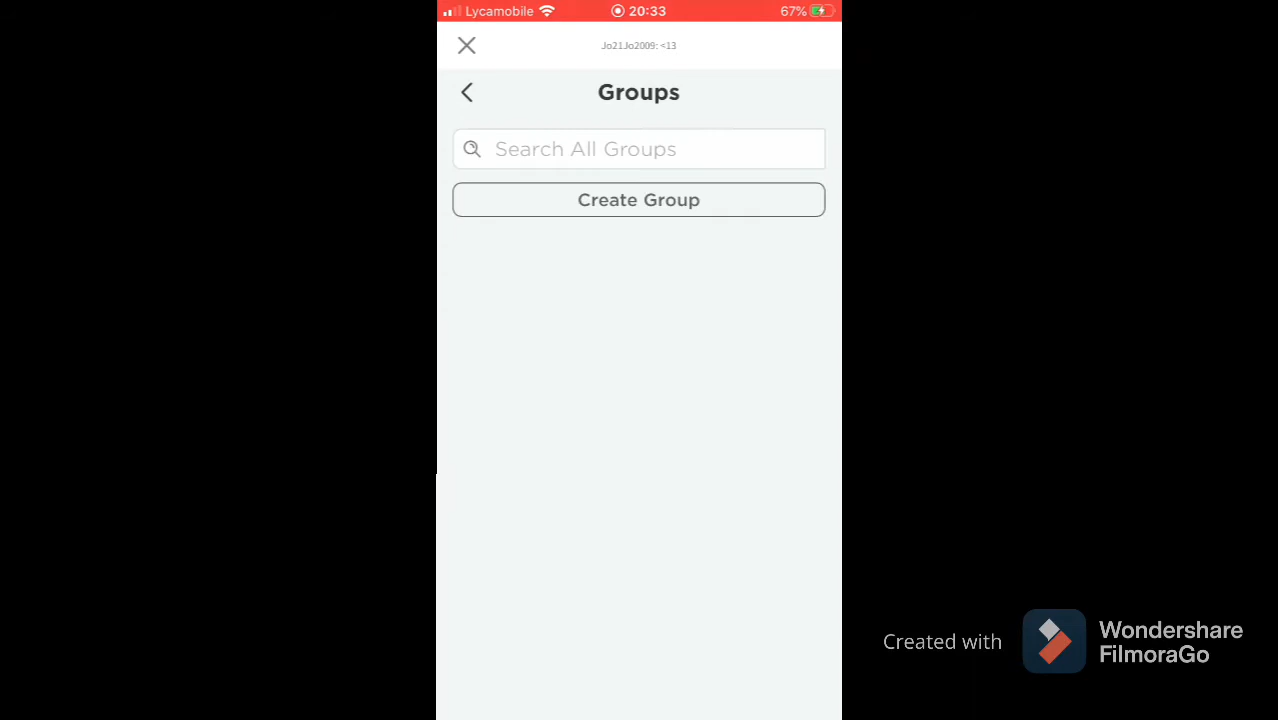 Lycamobile 20:33 67%
Jo21Jo2009: <13
Groups
Search All Groups
Create Group
Created with
Wondershare
FilmoraGo